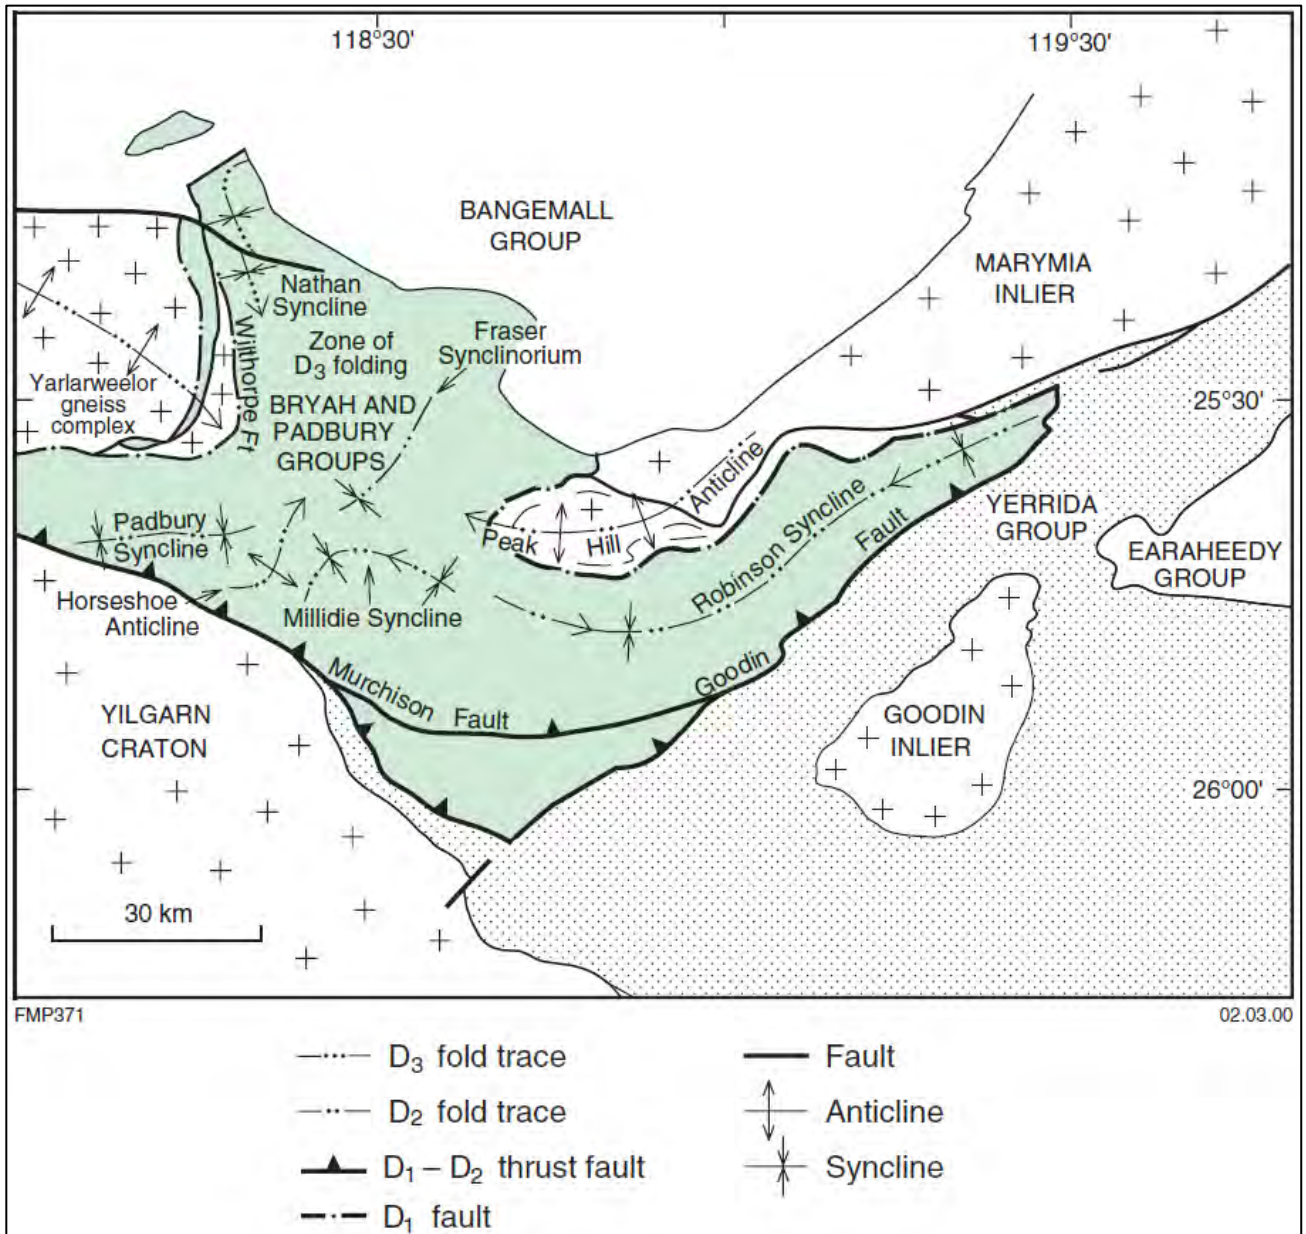 118°30'
119°30'
BANGEMALL
GROUP
MARYMIA
INLIER
Nathan
Syncline
Zone of
D₃ folding
Fraser
Synclinorium
Yarlarweelor
gneiss
complex
Wilthorpe Ft
BRYAH AND
PADBURY
GROUPS
25°30'
Anticline
Peak Hill
Robinson Syncline
YERRIDA
GROUP
EARAHEEDY
GROUP
Padbury
Syncline
Fault
Horseshoe
Anticline
Millidie Syncline
Murchison Fault
Goodin
YILGARN
CRATON
GOODIN
INLIER
26°00'
30 km
FMP371
02.03.00
D₃ fold trace
Fault
D₂ fold trace
Anticline
D₁ – D₂ thrust fault
Syncline
D₁ fault